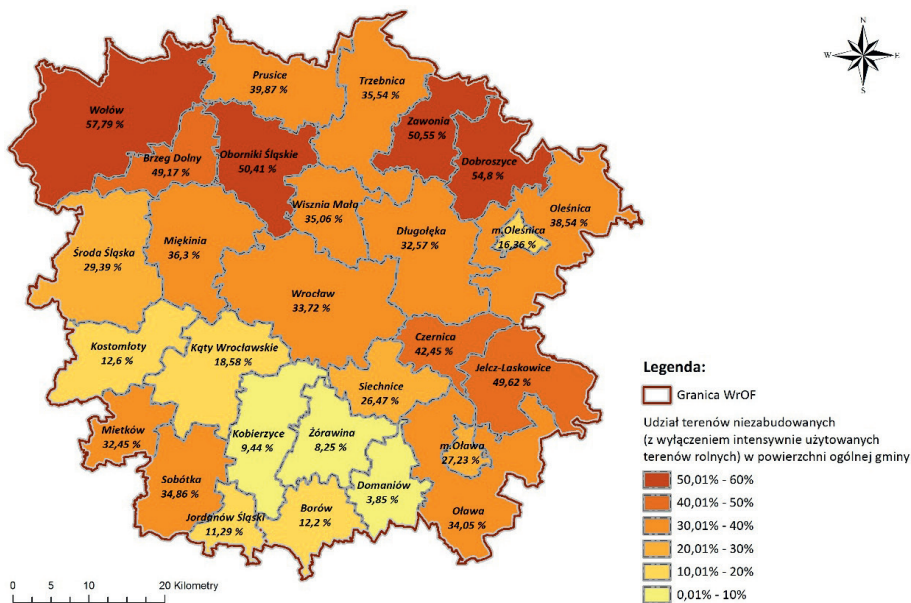 N
W
E
S
Prusice
39,87 %
Trzebnica
35,54 %
Wołów
57,79 %
Zawonia
50,55 %
Brzeg Dolny
49,17 %
Oborniki Śląskie
50,41 %
Dobroszyce
54,8 %
Wisznia Mała
35,06 %
Oleśnica
38,54 %
Długołęka
32,57 %
m.Oleśnica
16,36 %
Środa Śląska
29,39 %
Miękinia
36,3 %
Wrocław
33,72 %
Kostomłoty
12,6 %
Kąty Wrocławskie
18,58 %
Czernica
42,45 %
Jelcz-Laskowice
49,62 %
Siechnice
26,47 %
Mietków
32,45 %
Kobierzyce
9,44 %
Żórawina
8,25 %
m.Oława
27,23 %
Sobótka
34,86 %
Domaniów
3,85 %
Jordanów Śląski
11,29 %
Borów
12,2 %
Oława
34,05 %
Legenda:
Granica WrOF
Udział terenów niezabudowanych
(z wyłączeniem intensywnie użytowanych
terenów rolnych) w powierzchni ogólnej gminy
50,01% - 60%
40,01% - 50%
30,01% - 40%
20,01% - 30%
10,01% - 20%
0,01% - 10%
0 5 10 20 Kilometry